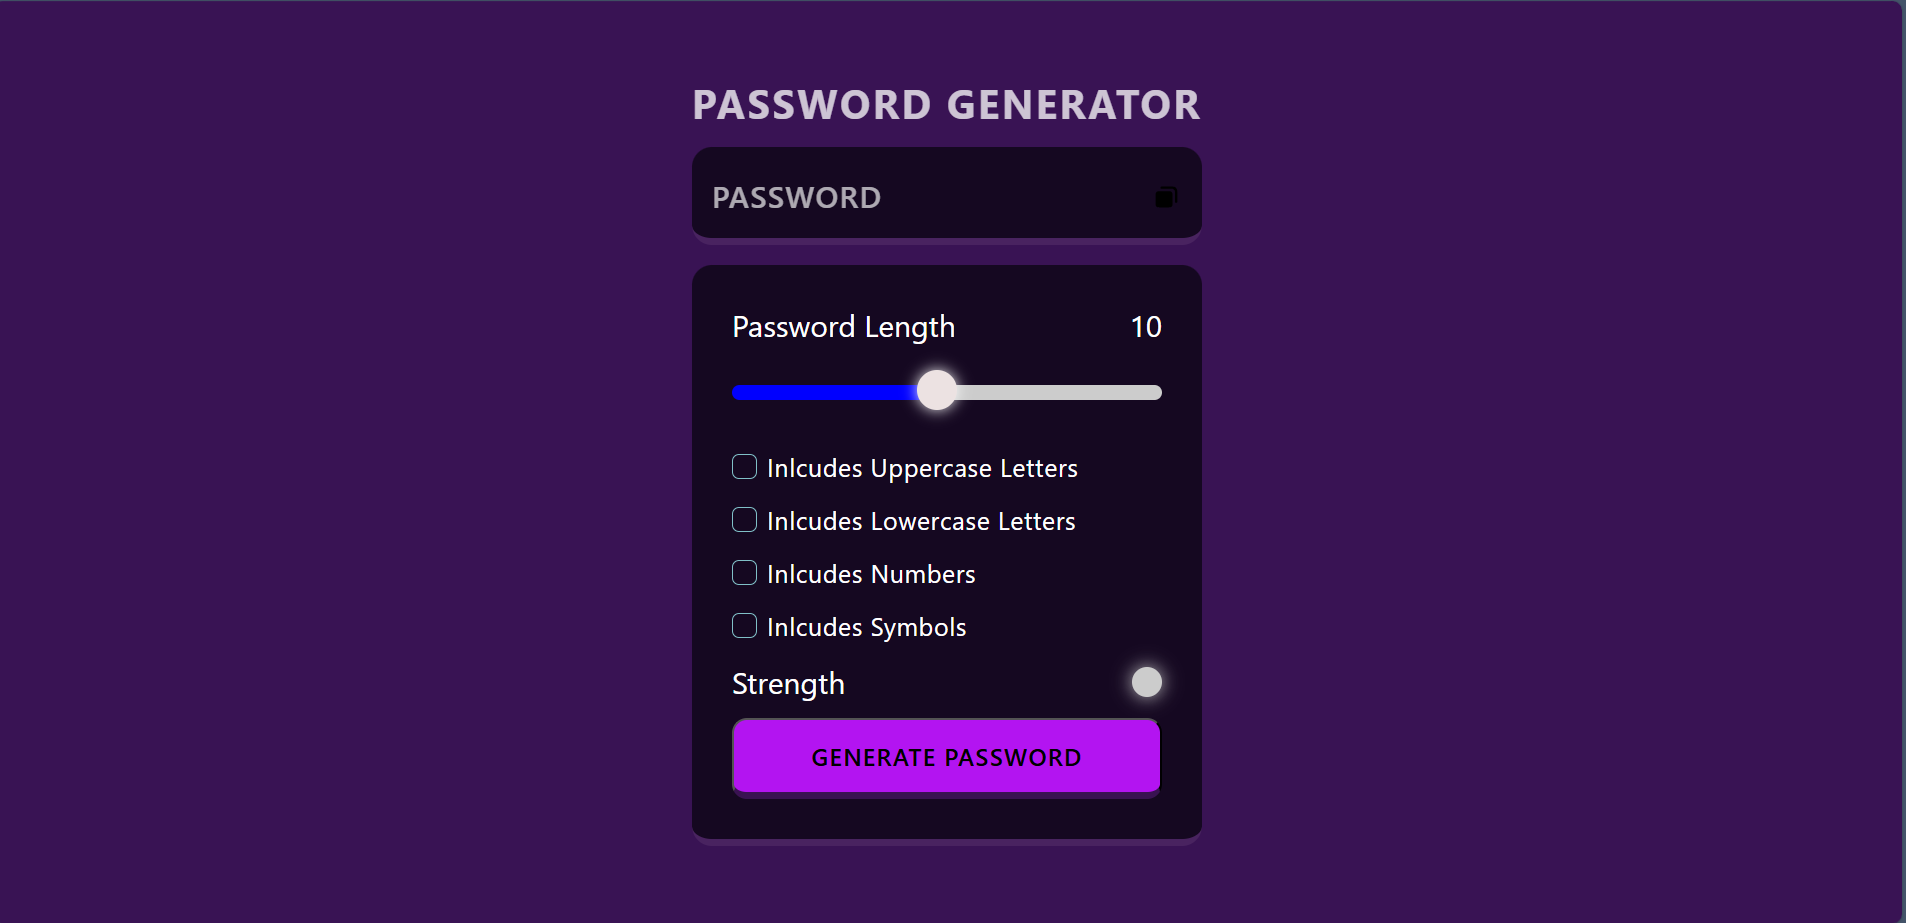 PASSWORD GENERATOR
PASSWORD
Password Length 10
Inlcudes Uppercase Letters
Inlcudes Lowercase Letters
Inlcudes Numbers
Inlcudes Symbols
Strength
GENERATE PASSWORD